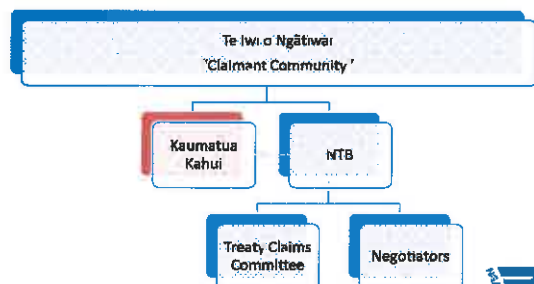 Te Iwi o Ngātiwai
'Claimant Community'
Kaumatua
Kahui
NTB
Treaty Claims
Committee
Negotiators